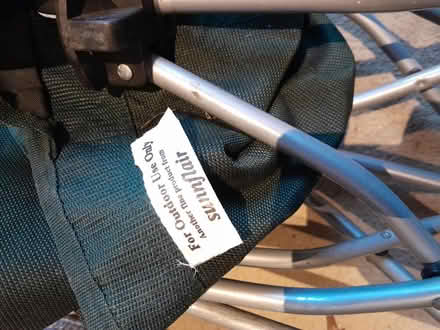 For Outdoor Use Only
Another fine product from
sunnflair